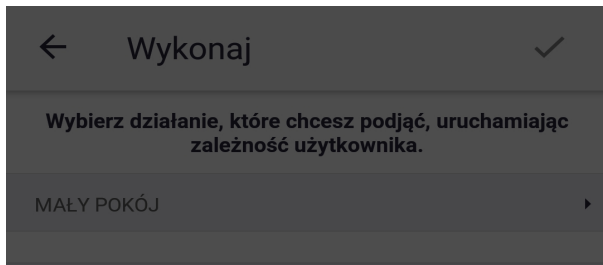 Wykonaj
Wybierz działanie, które chcesz podjąć, uruchamiając
zależność użytkownika.
MAŁY POKÓJ